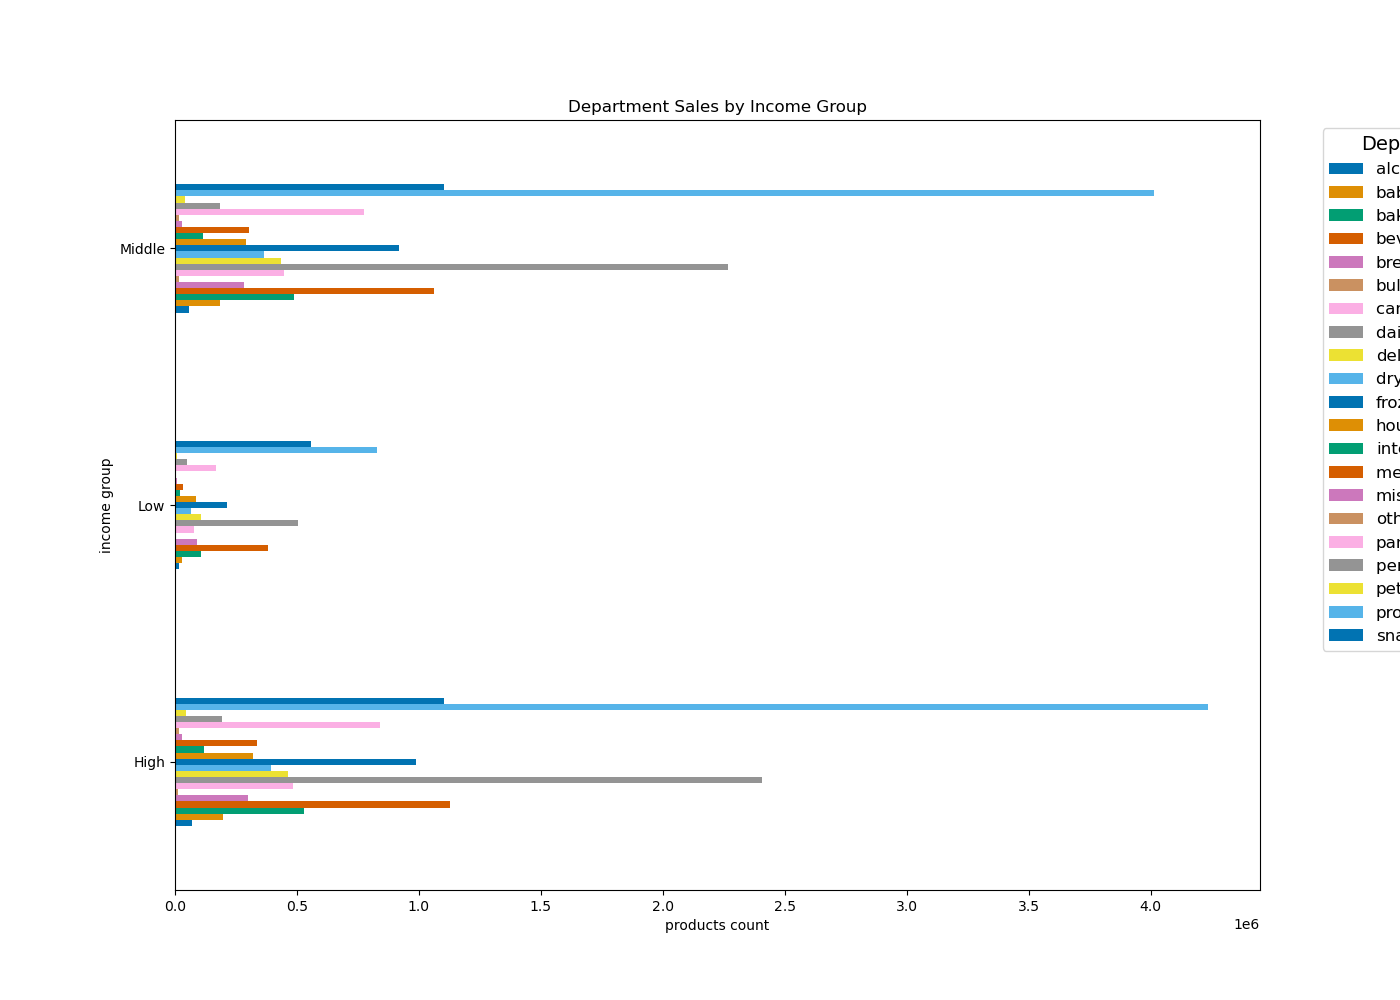 Department Sales by Income Group
income group
Middle
Low
High
0.0 0.5 1.0 1.5 2.0 2.5 3.0 3.5 4.0
1e6
products count
Dep
alc
bab
bak
bev
bre
bul
can
dai
del
dry
froz
hou
inte
me
mis
oth
pan
per
pet
pro
sna